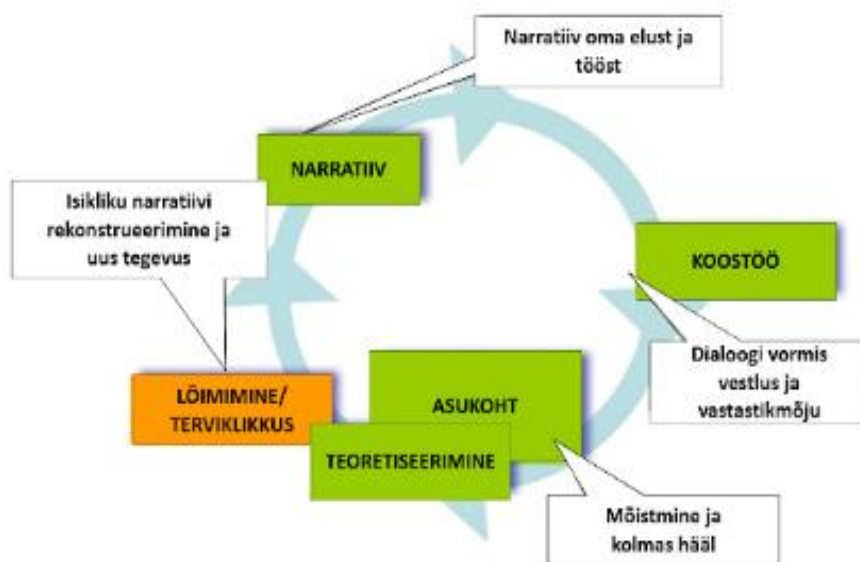 Narratiiv oma elust ja
tööst
NARRATIIV
Isikliku narratiivi
rekonstrueerimine ja
uus tegevus
KOOSTÖÖ
Dialoogi vormis
vestlus ja
vastastikmõju
LÕIMIMINE/
TERVIKLIKKUS
ASUKOHT
TEORETISEERIMINE
Mõistmine ja
kolmas hääl